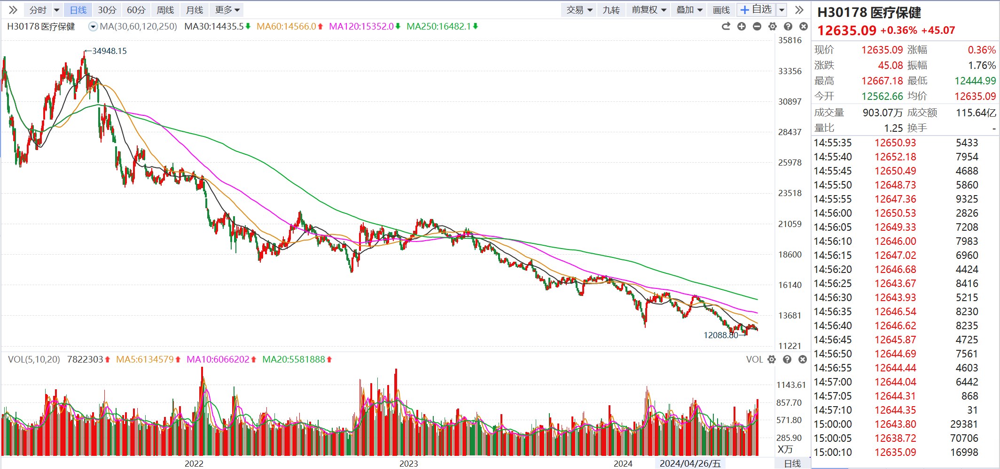 分时 日线 30分 60分 周线 月线 更多 交易 九转 前复权 叠加 画线 +自选
H30178 医疗保健 MA(30,60,120,250) MA30:14435.5 MA60:14566.0 MA120:15352.0 MA250:16482.1
35816
←34948.15
33356
30897
28437
25978
23518
21059
18600
16140
13681
12088.80→
11221
VOL(5,10,20) 7822303 MA5:6134579 MA10:6066202 MA20:5581888 VOL
1143.61
857.70
571.80
285.90
X万
2022 2023 2024 2024/04/26/五 日线
H30178 医疗保健
12635.09 +0.36% +45.07
现价 12635.09 涨幅 0.36%
涨跌 45.08 振幅 1.76%
最高 12667.18 最低 12444.99
今开 12562.66 均价 12635.09
成交量 903.07万 成交额 115.64亿
量比 1.25 换手 -
14:55:35 12650.93 5433
14:55:40 12652.18 7954
14:55:45 12650.49 4688
14:55:50 12648.73 5860
14:55:55 12647.36 9325
14:56:00 12650.53 2826
14:56:05 12649.33 7208
14:56:10 12646.00 7983
14:56:15 12647.02 6960
14:56:20 12646.68 4424
14:56:25 12643.67 8416
14:56:30 12643.93 5215
14:56:35 12646.54 8230
14:56:40 12646.62 8235
14:56:45 12645.87 4725
14:56:50 12644.69 7561
14:56:55 12644.44 4603
14:57:00 12644.04 6442
14:57:05 12644.31 868
14:57:10 12644.35 31
15:00:00 12643.80 29381
15:00:05 12638.72 70706
15:00:10 12635.09 16998